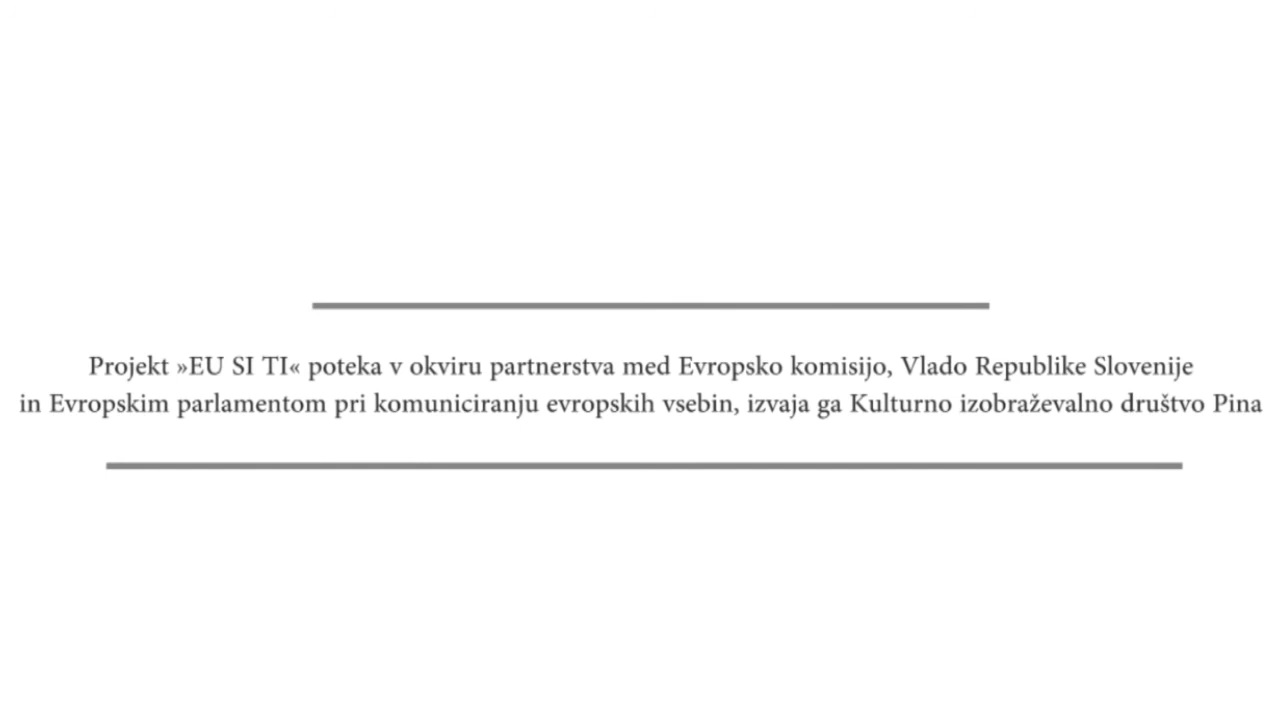 Projekt »EU SI TI« poteka v okviru partnerstva med Evropsko komisijo, Vlado Republike Slovenije
in Evropskim parlamentom pri komuniciranju evropskih vsebin, izvaja ga Kulturno izobraževalno društvo Pina